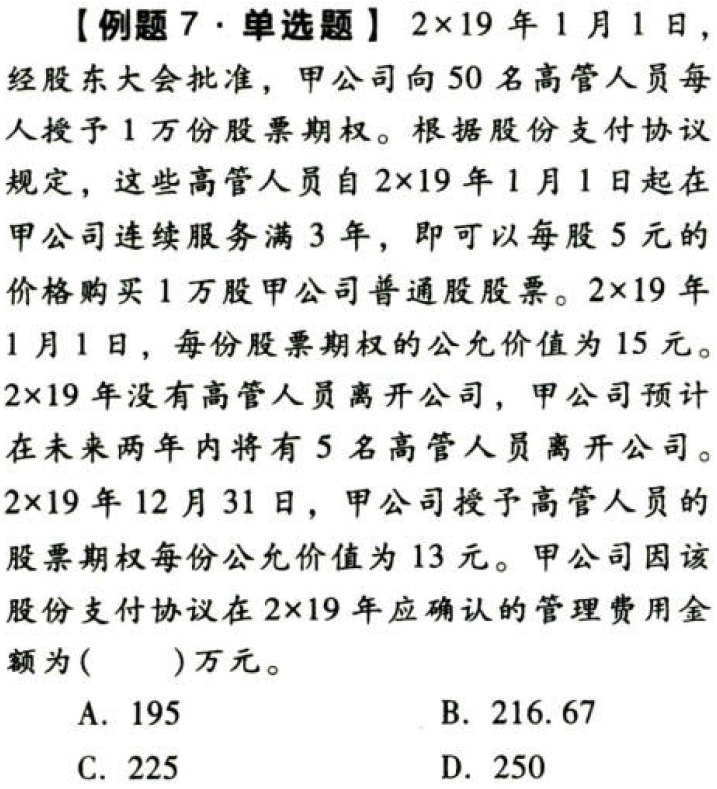 【例题 7·单选题】 2×19 年 1 月 1 日，
经股东大会批准，甲公司向 50 名高管人员每
人授予 1 万份股票期权。根据股份支付协议
规定，这些高管人员自 2×19 年 1 月 1 日起在
甲公司连续服务满 3 年，即可以每股 5 元的
价格购买 1 万股甲公司普通股股票。2×19 年
1 月 1 日，每份股票期权的公允价值为 15 元。
2×19 年没有高管人员离开公司，甲公司预计
在未来两年内将有 5 名高管人员离开公司。
2×19 年 12 月 31 日，甲公司授予高管人员的
股票期权每份公允价值为 13 元。甲公司因该
股份支付协议在 2×19 年应确认的管理费用金
额为(　　)万元。
A. 195　　B. 216.67
C. 225　　D. 250